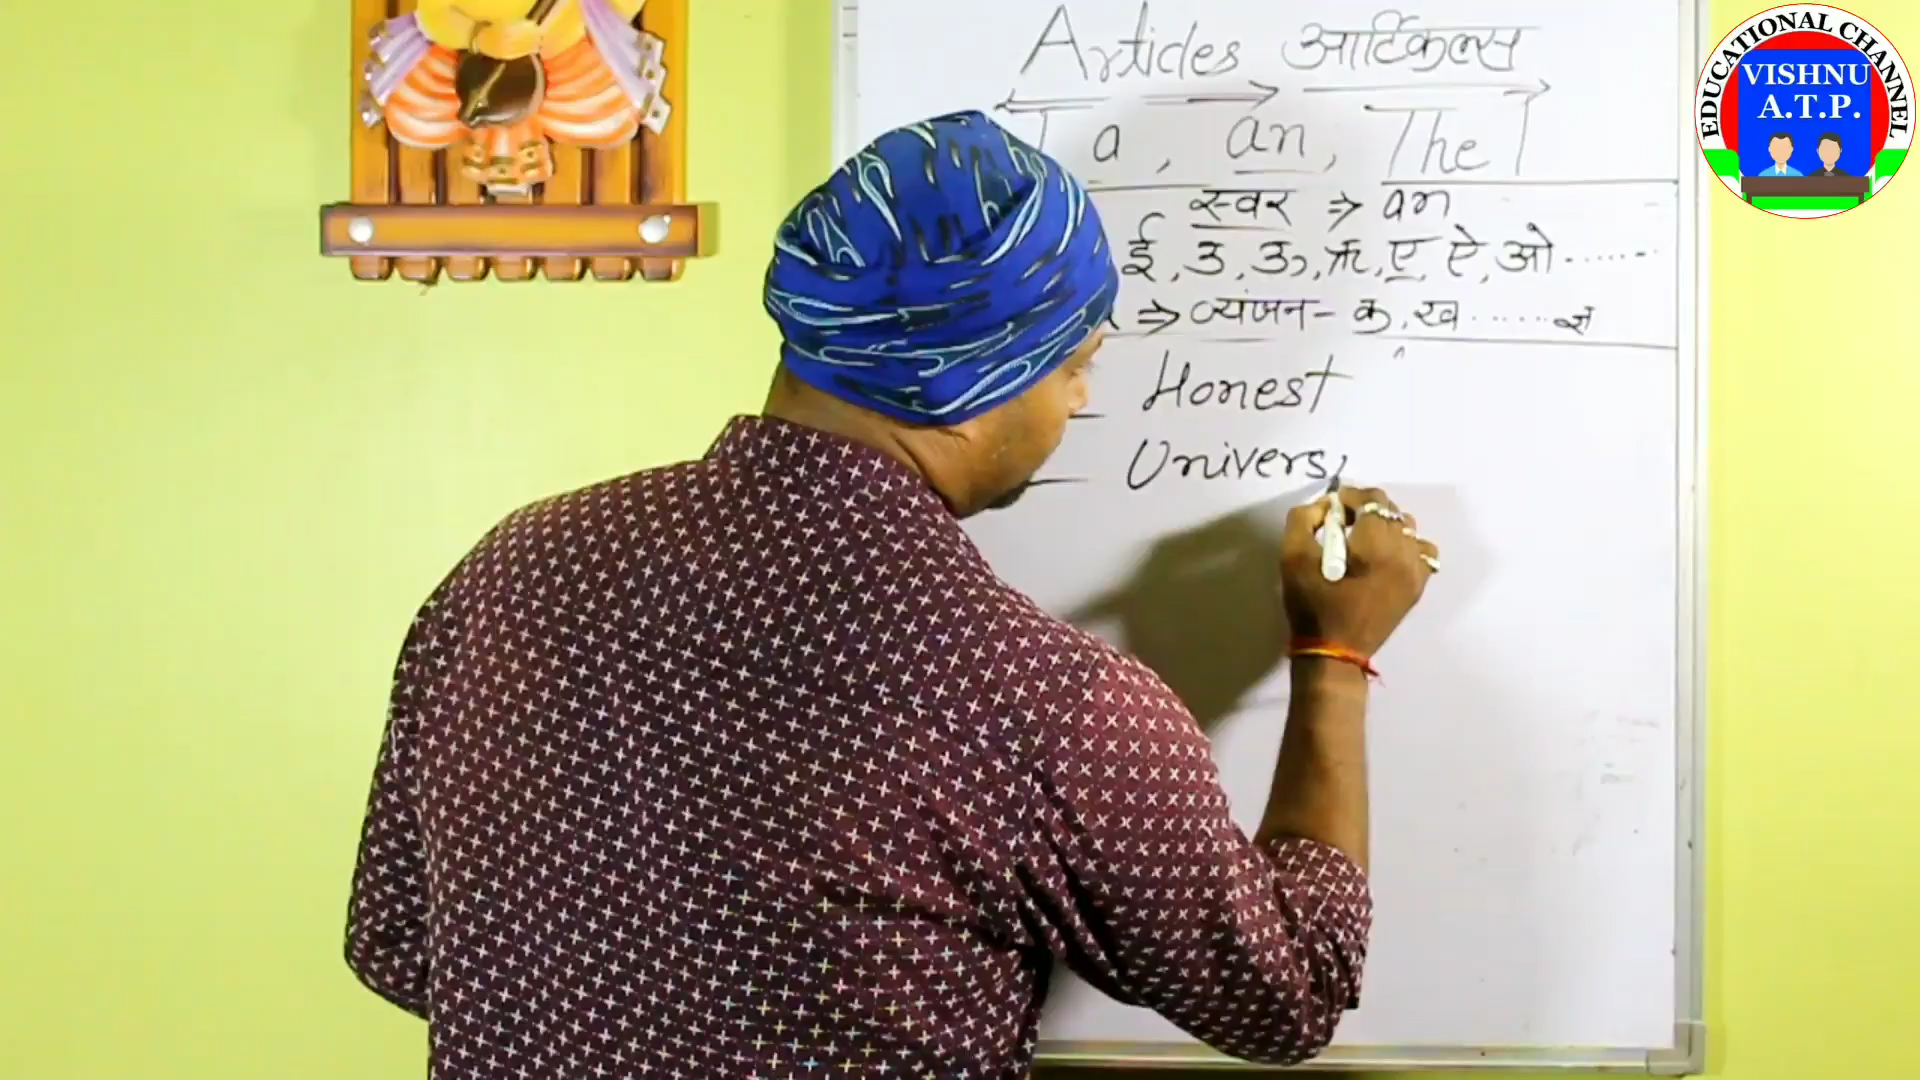 Articles आर्टिकल्स
a, an, The
स्वर ⇒ an
ई, उ, ऊ, ऋ, ए, ऐ, ओ.......
⇒ व्यंजन - क, ख......ज्ञ
Honest
Univers
EDUCATIONAL CHANNEL
VISHNU
A.T.P.